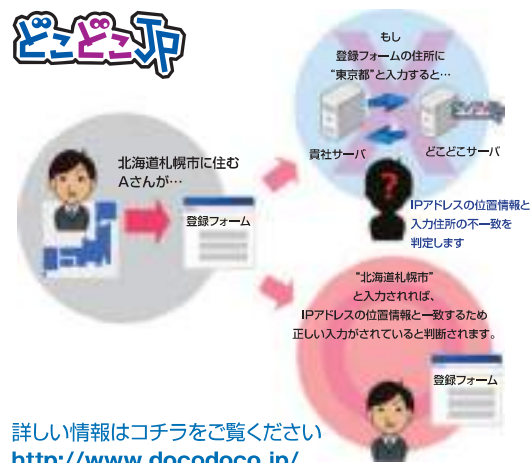 どこどこJP
もし
登録フォームの住所に
“東京都”と入力すると…
貴社サーバ
どこどこサーバ
北海道札幌市に住む
Aさんが…
登録フォーム
?
IPアドレスの位置情報と
入力住所の不一致を
判定します
“北海道札幌市”
と入力されれば、
IPアドレスの位置情報と一致するため
正しい入力がされていると判断されます。
登録フォーム
詳しい情報はコチラをご覧ください
http://www.docodoco.jp/